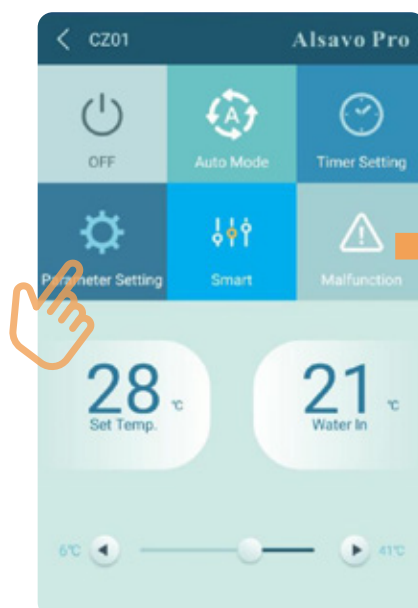 CZ01 Alsavo Pro
OFF Auto Mode Timer Setting
Parameter Setting Smart Malfunction
28 ℃ 21 ℃
Set Temp. Water In
6℃ 41℃